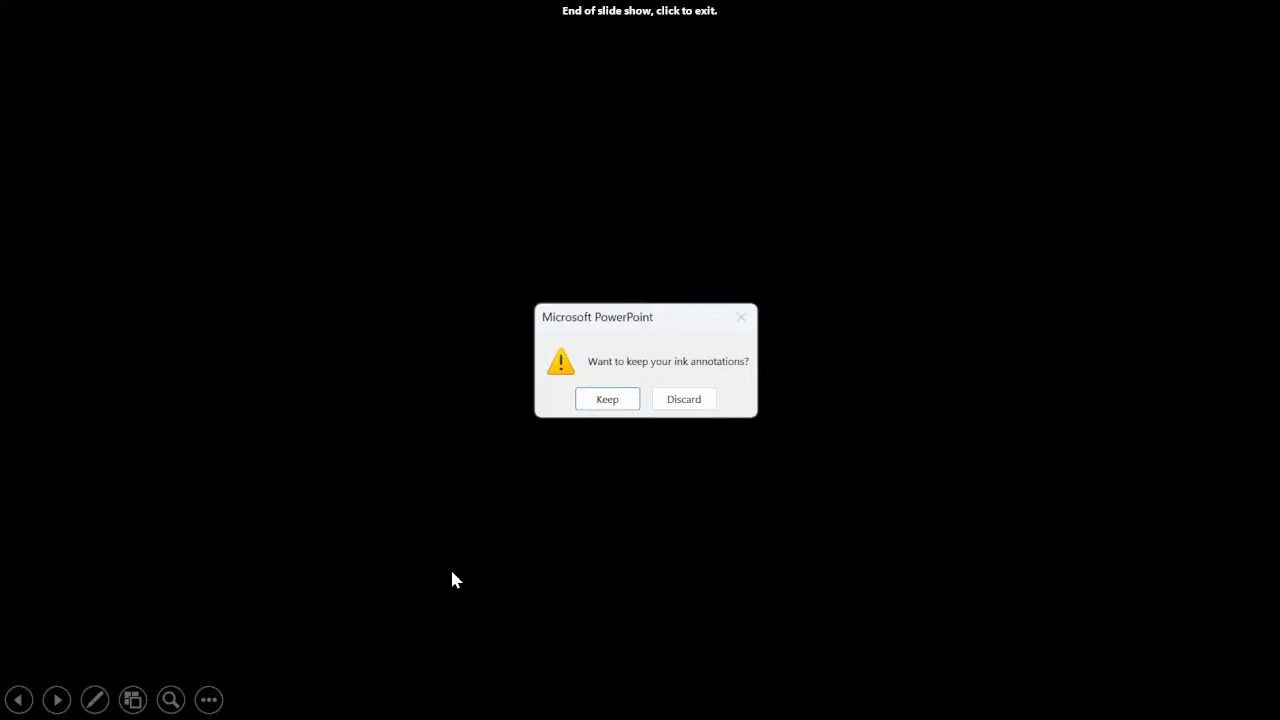 End of slide show, click to exit.
Microsoft PowerPoint
Want to keep your ink annotations?
Keep
Discard